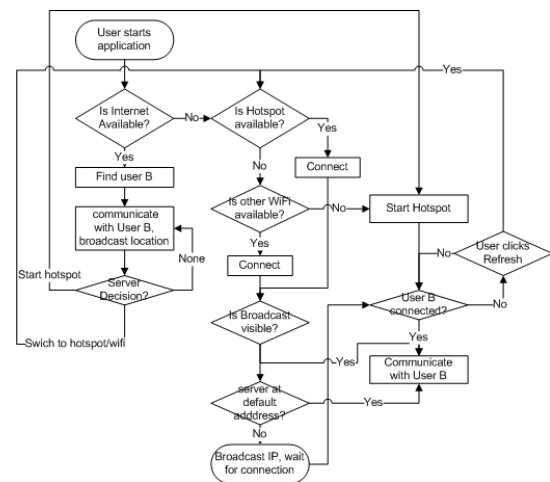 User starts
application
Yes
Is Internet
Available?
No
Is Hotspot
available?
Yes
Yes
Find user B
No
Connect
communicate
with User B,
broadcast location
Is other WiFi
available?
No
Start Hotspot
None
Yes
User clicks
Refresh
No
Start hotspot
Connect
Server
Decision?
User B
connected?
No
Is Broadcast
visible?
Yes
Swich to hotspot/wifi
Yes
Communicate
with User B
server at
default
adddress?
Yes
No
Broadcast IP, wait
for connection